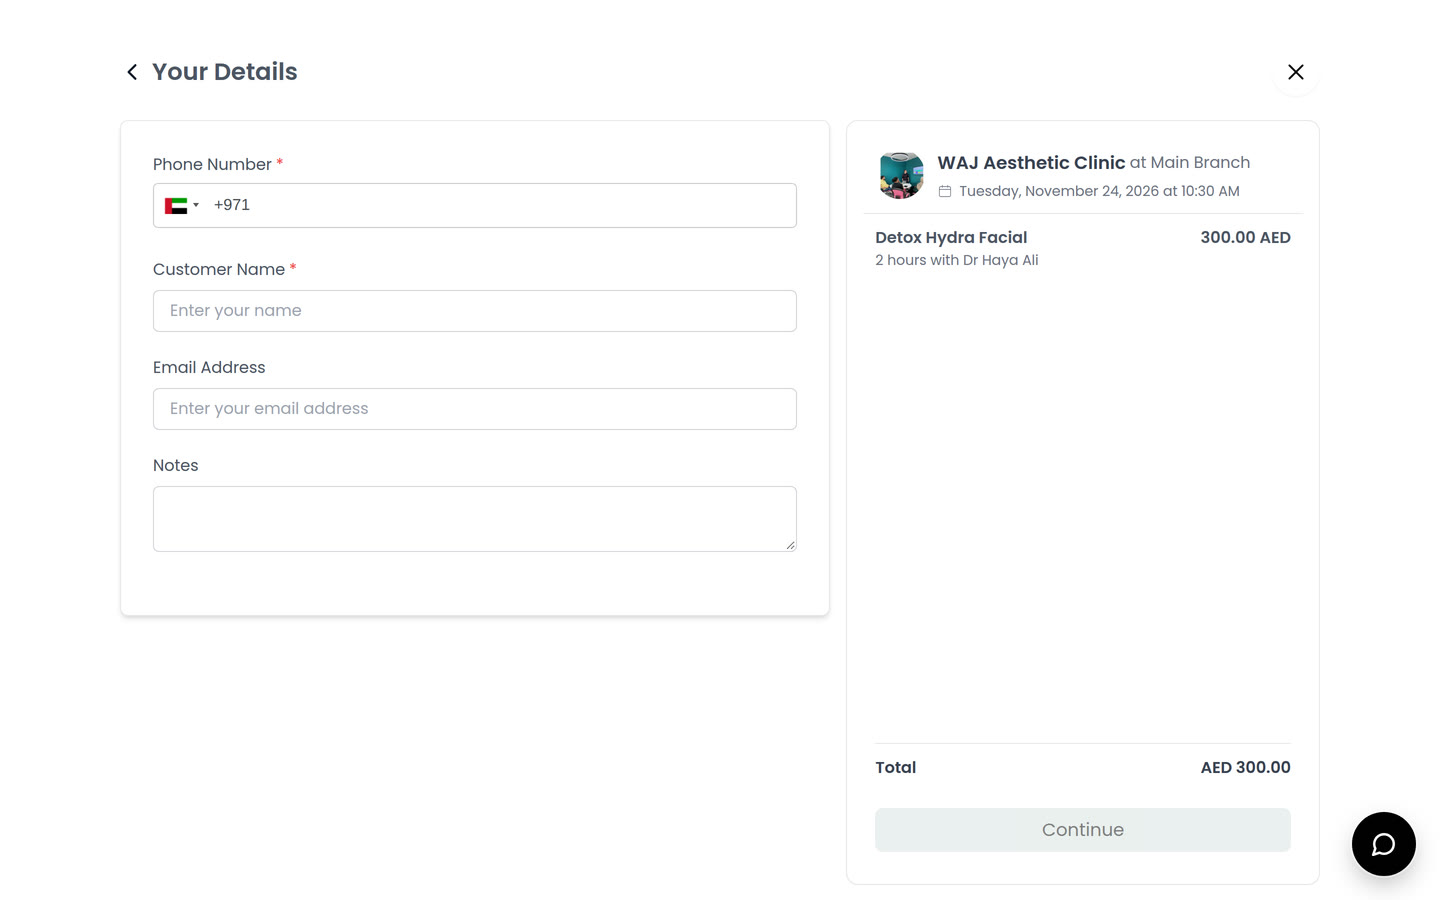 Your Details
Phone Number *
+971
Customer Name *
Enter your name
Email Address
Enter your email address
Notes
WAJ Aesthetic Clinic at Main Branch
Tuesday, November 24, 2026 at 10:30 AM
Detox Hydra Facial 300.00 AED
2 hours with Dr Haya Ali
Total AED 300.00
Continue